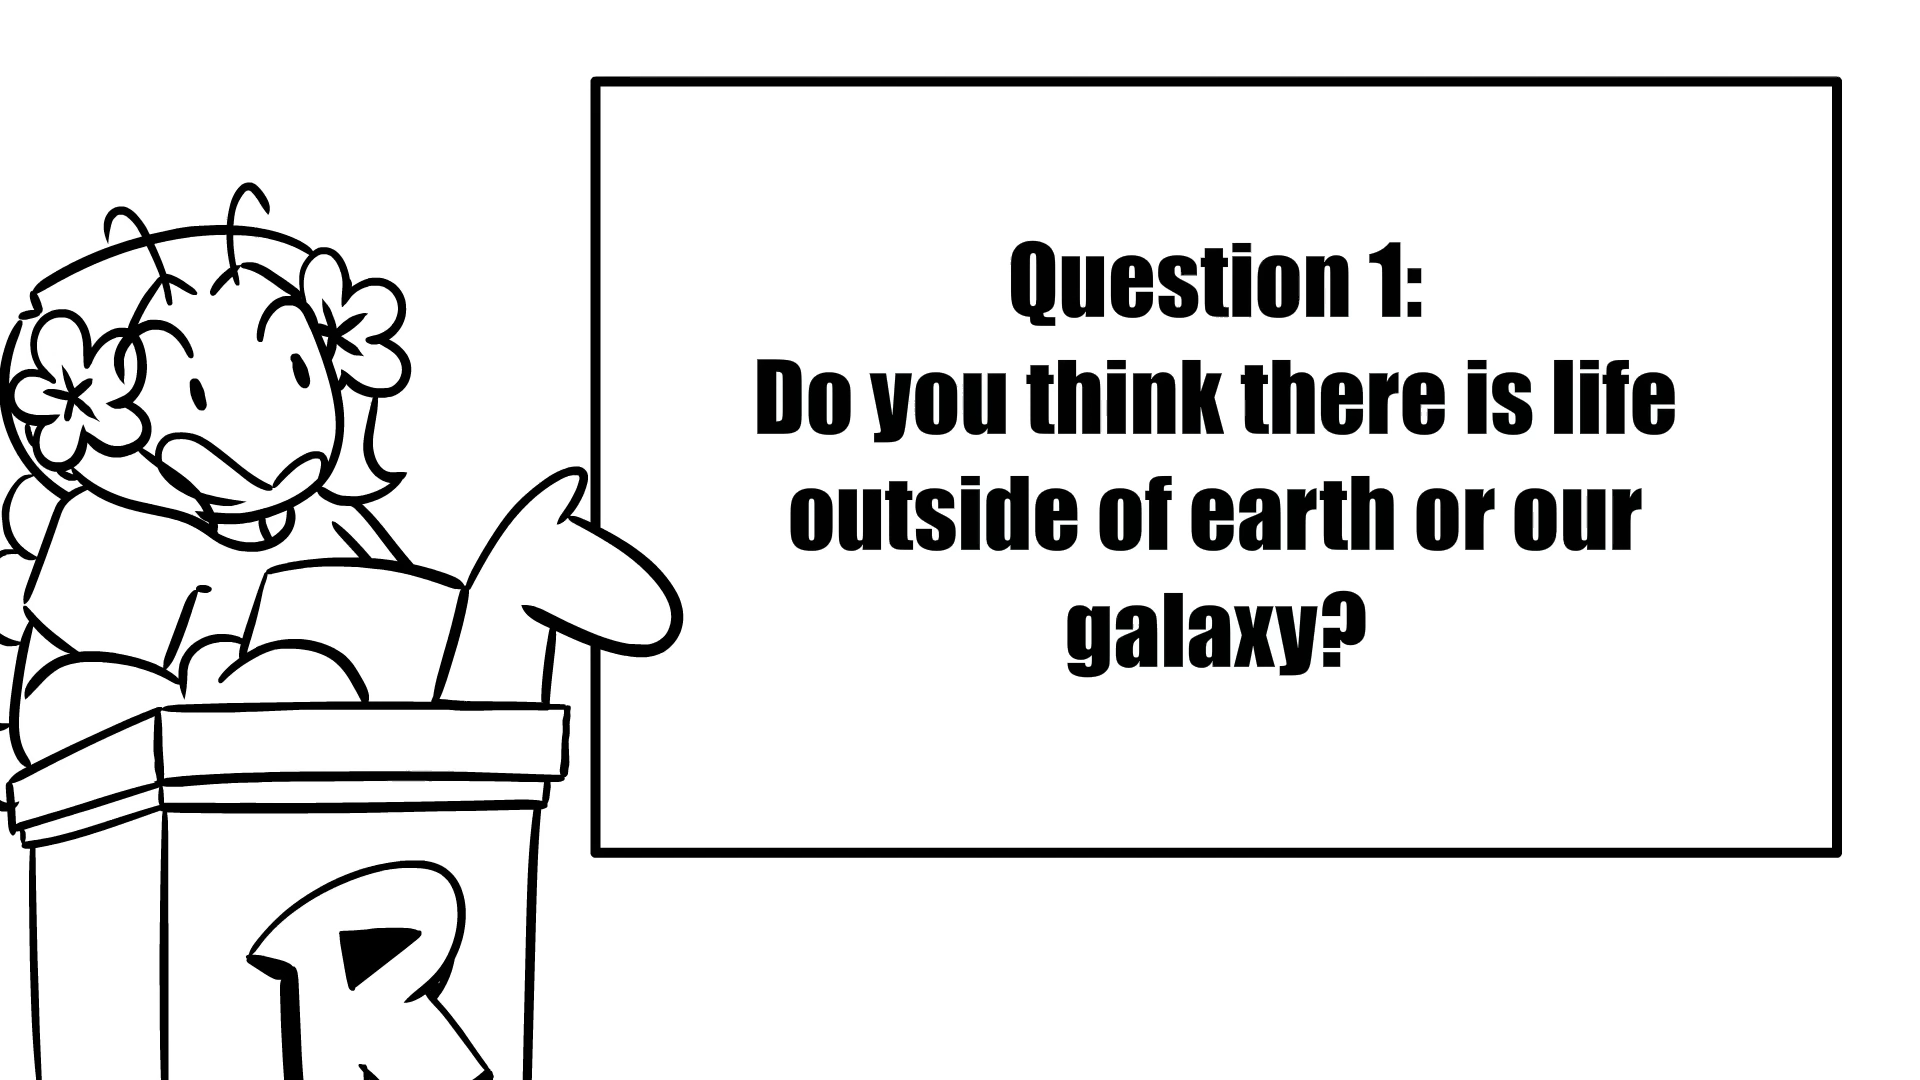 Question 1:
Do you think there is life
outside of earth or our
galaxy?
R